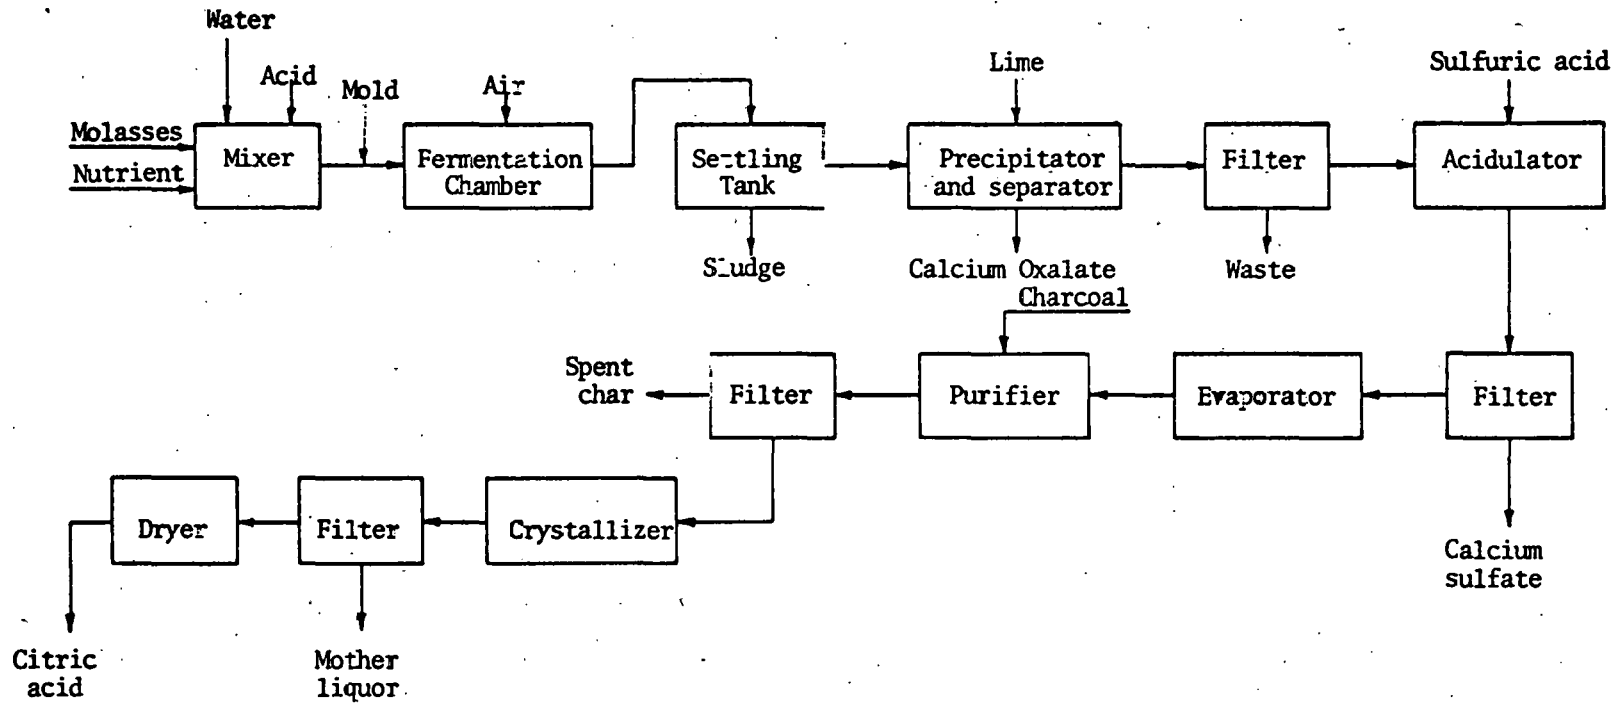 Water
Acid
Mold
Air
Lime
Sulfuric acid
Molasses
Nutrient
Mixer
Fermentation
Chamber
Settling
Tank
Precipitator
and separator
Filter
Acidulator
Sludge
Calcium Oxalate
Waste
Charcoal
Spent
char
Filter
Purifier
Evaporator
Filter
Dryer
Filter
Crystallizer
Calcium
sulfate
Citric
acid
Mother
liquor